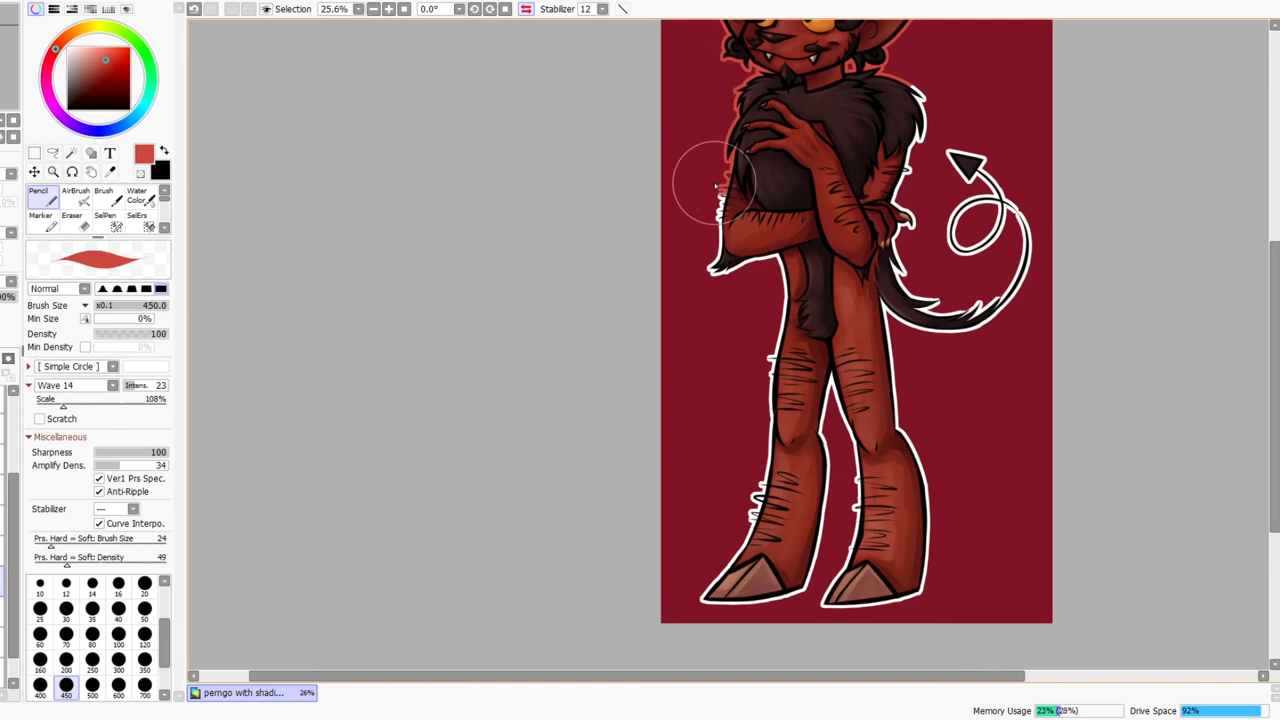 Selection 25.6% 0.0° Stabilizer 12
T
Pencil AirBrush Brush Water Color
Marker Eraser SelPen SelErs
Normal
Brush Size x0.1 450.0
Min Size 0%
Density 100
Min Density 0%
[ Simple Circle ]
Wave 14 Intens. 23
Scale 108%
Scratch
Miscellaneous
Sharpness 100
Amplify Dens. 34
Ver1 Prs Spec.
Anti-Ripple
Stabilizer ---
Curve Interpo.
Prs. Hard ⇔ Soft: Brush Size 24
Prs. Hard ⇔ Soft: Density 49
10 12 14 16 20
25 30 35 40 50
60 70 80 100 120
160 200 250 300 350
400 450 500 600 700
perngo with shadi... 26%
Memory Usage 23% (28%) Drive Space 92%